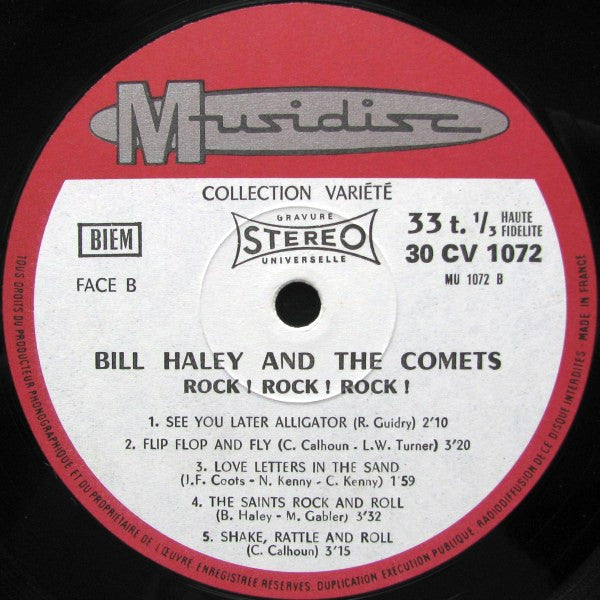 Musidisc
COLLECTION VARIÉTÉ
BIEM
GRAVURE
STEREO
UNIVERSELLE
33 t. 1/3 HAUTE FIDELITE
30 CV 1072
MU 1072 B
FACE B
BILL HALEY AND THE COMETS
ROCK ! ROCK ! ROCK !
1. SEE YOU LATER ALLIGATOR (R. Guidry) 2'10
2. FLIP FLOP AND FLY (C. Calhoun - L.W. Turner) 3'20
3. LOVE LETTERS IN THE SAND
(J.F. Coots - N. Kenny - C. Kenny) 1'59
4. THE SAINTS ROCK AND ROLL
(B. Haley - M. Gabler) 3'32
5. SHAKE, RATTLE AND ROLL
(C. Calhoun) 3'15
TOUS DROITS DU PRODUCTEUR PHONOGRAPHIQUE ET DU PROPRIETAIRE DE L'ŒUVRE ENREGISTREE RESERVES. DUPLICATION EXECUTION PUBLIQUE RADIODIFFUSION DE CE DISQUE INTERDITES - MADE IN FRANCE